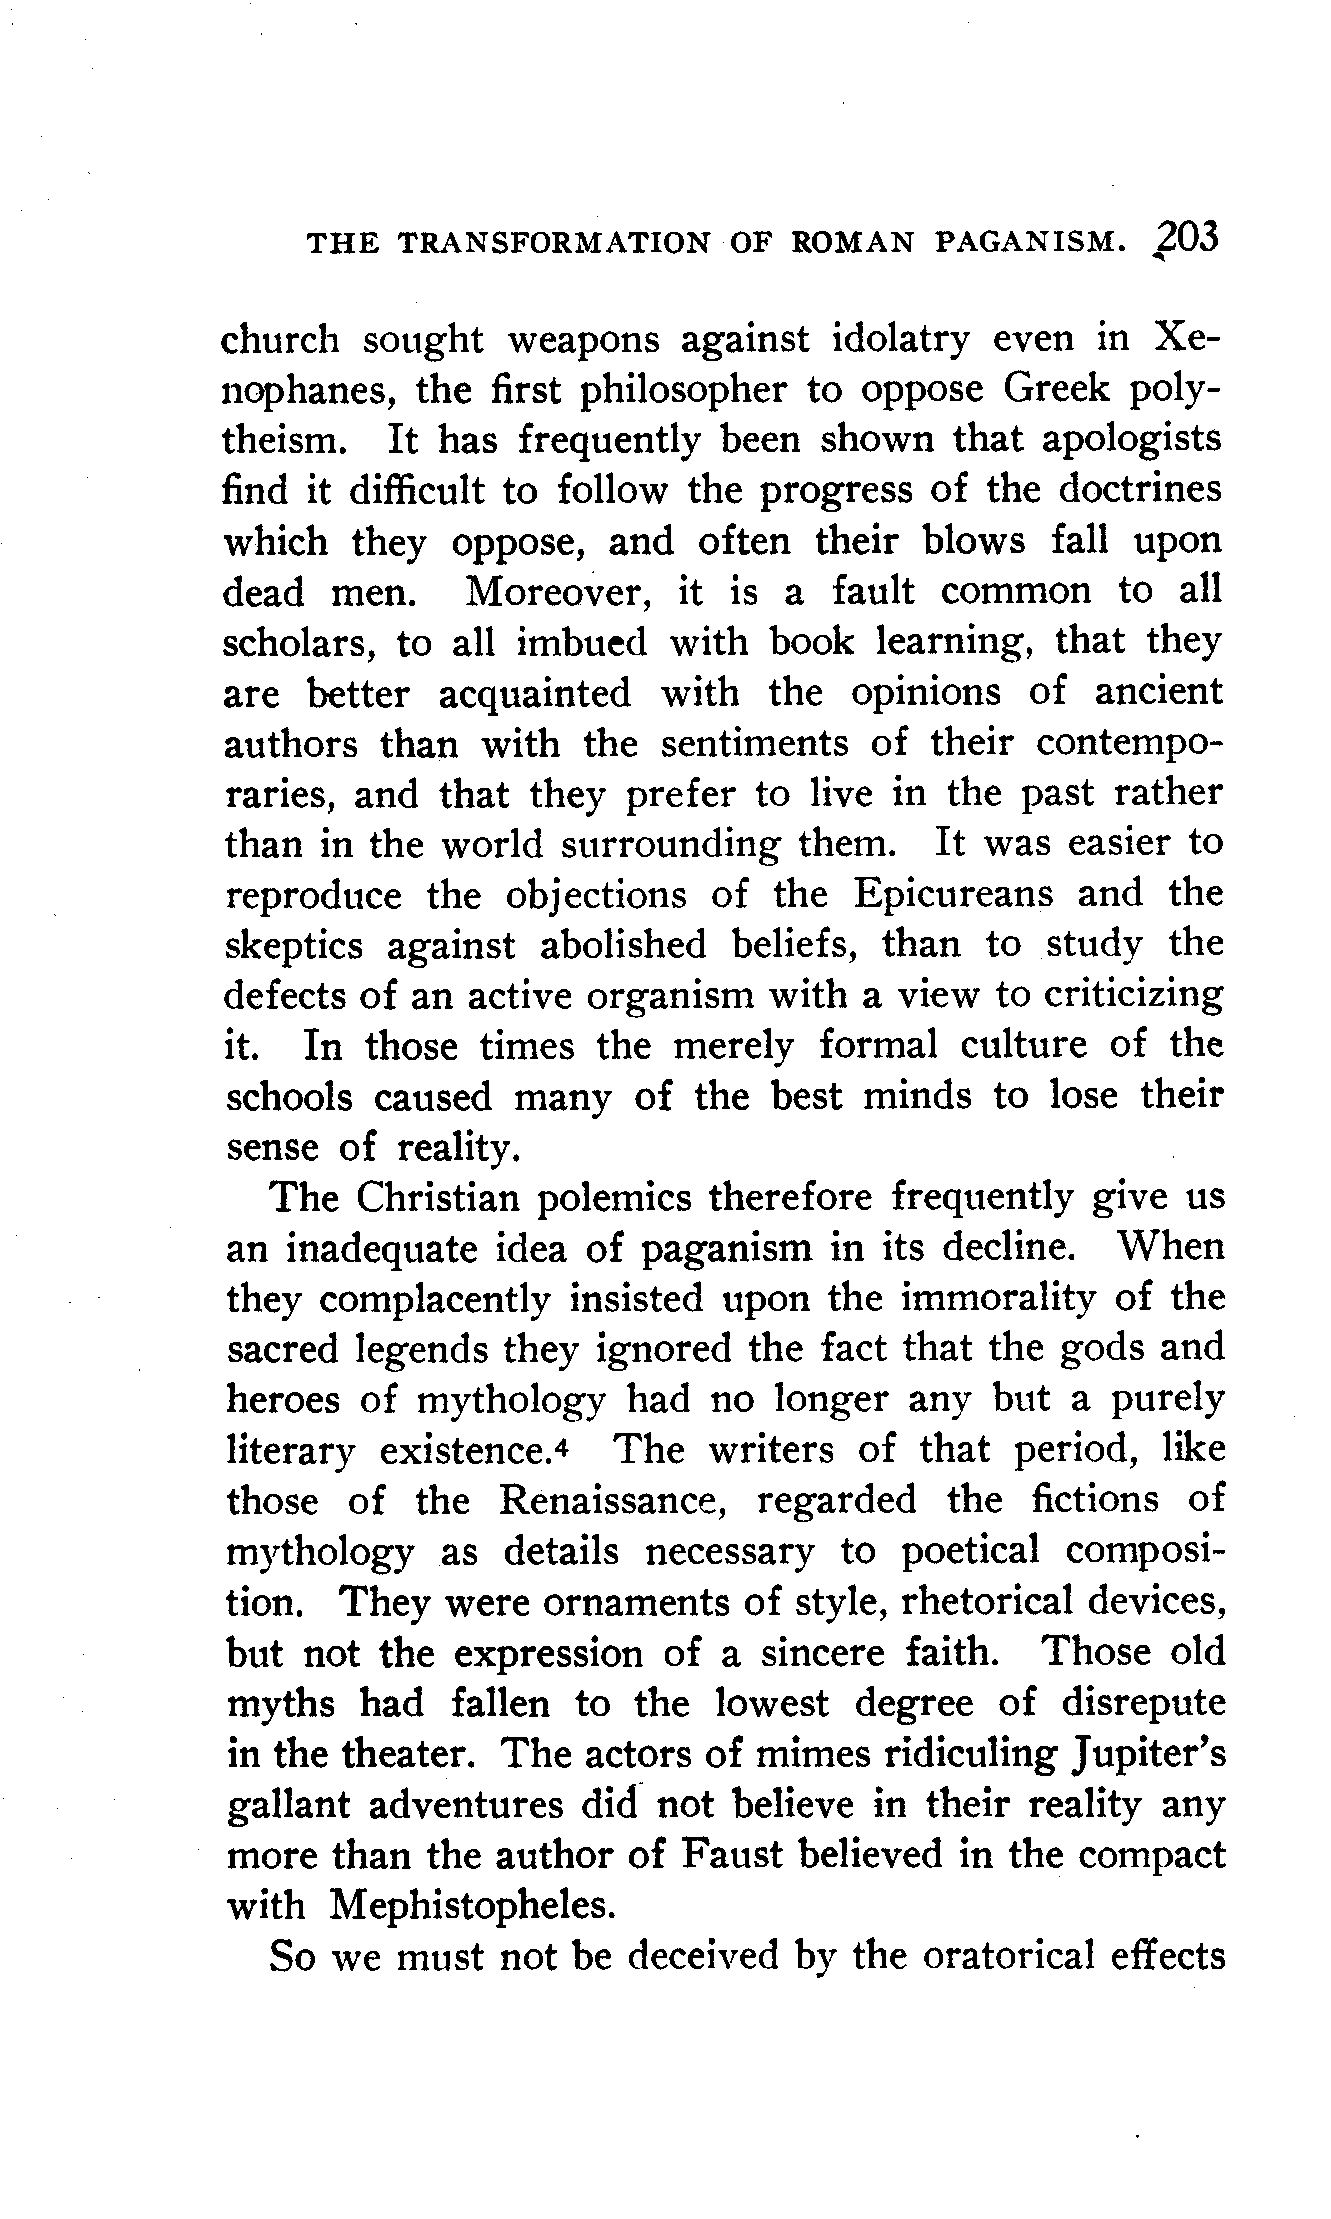 THE TRANSFORMATION OF ROMAN PAGANISM. 203
church sought weapons against idolatry even in Xe-
nophanes, the first philosopher to oppose Greek poly-
theism. It has frequently been shown that apologists
find it difficult to follow the progress of the doctrines
which they oppose, and often their blows fall upon
dead men. Moreover, it is a fault common to all
scholars, to all imbued with book learning, that they
are better acquainted with the opinions of ancient
authors than with the sentiments of their contempo-
raries, and that they prefer to live in the past rather
than in the world surrounding them. It was easier to
reproduce the objections of the Epicureans and the
skeptics against abolished beliefs, than to study the
defects of an active organism with a view to criticizing
it. In those times the merely formal culture of the
schools caused many of the best minds to lose their
sense of reality.
The Christian polemics therefore frequently give us
an inadequate idea of paganism in its decline. When
they complacently insisted upon the immorality of the
sacred legends they ignored the fact that the gods and
heroes of mythology had no longer any but a purely
literary existence.⁴ The writers of that period, like
those of the Renaissance, regarded the fictions of
mythology as details necessary to poetical composi-
tion. They were ornaments of style, rhetorical devices,
but not the expression of a sincere faith. Those old
myths had fallen to the lowest degree of disrepute
in the theater. The actors of mimes ridiculing Jupiter's
gallant adventures did not believe in their reality any
more than the author of Faust believed in the compact
with Mephistopheles.
So we must not be deceived by the oratorical effects